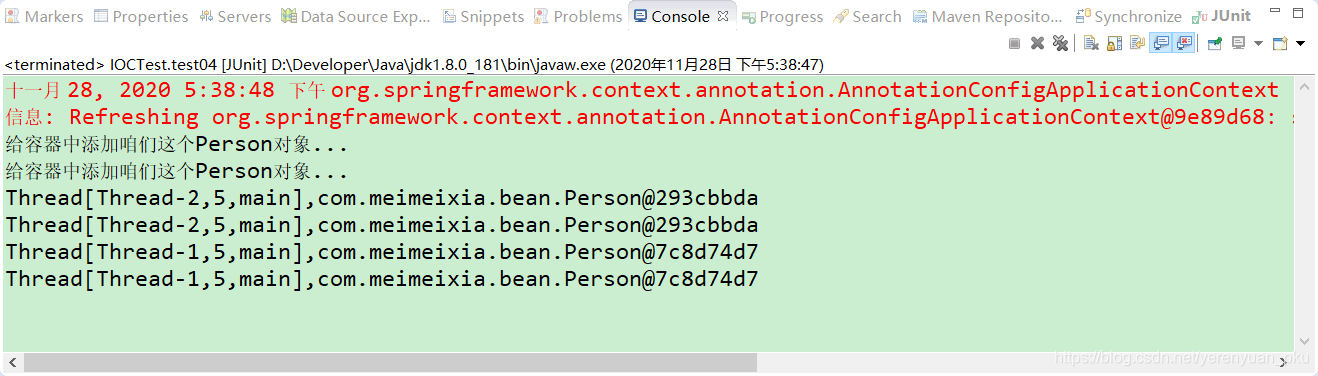 Markers Properties Servers Data Source Exp... Snippets Problems Console Progress Search Maven Reposito... Synchronize JUnit
<terminated> IOCTest.test04 [JUnit] D:\Developer\Java\jdk1.8.0_181\bin\javaw.exe (2020年11月28日 下午5:38:47)
十一月 28, 2020 5:38:48 下午 org.springframework.context.annotation.AnnotationConfigApplicationContext
信息: Refreshing org.springframework.context.annotation.AnnotationConfigApplicationContext@9e89d68:
给容器中添加咱们这个Person对象...
给容器中添加咱们这个Person对象...
Thread[Thread-2,5,main],com.meimeixia.bean.Person@293cbbda
Thread[Thread-2,5,main],com.meimeixia.bean.Person@293cbbda
Thread[Thread-1,5,main],com.meimeixia.bean.Person@7c8d74d7
Thread[Thread-1,5,main],com.meimeixia.bean.Person@7c8d74d7
https://blog.csdn.net/yerenyuan_pku